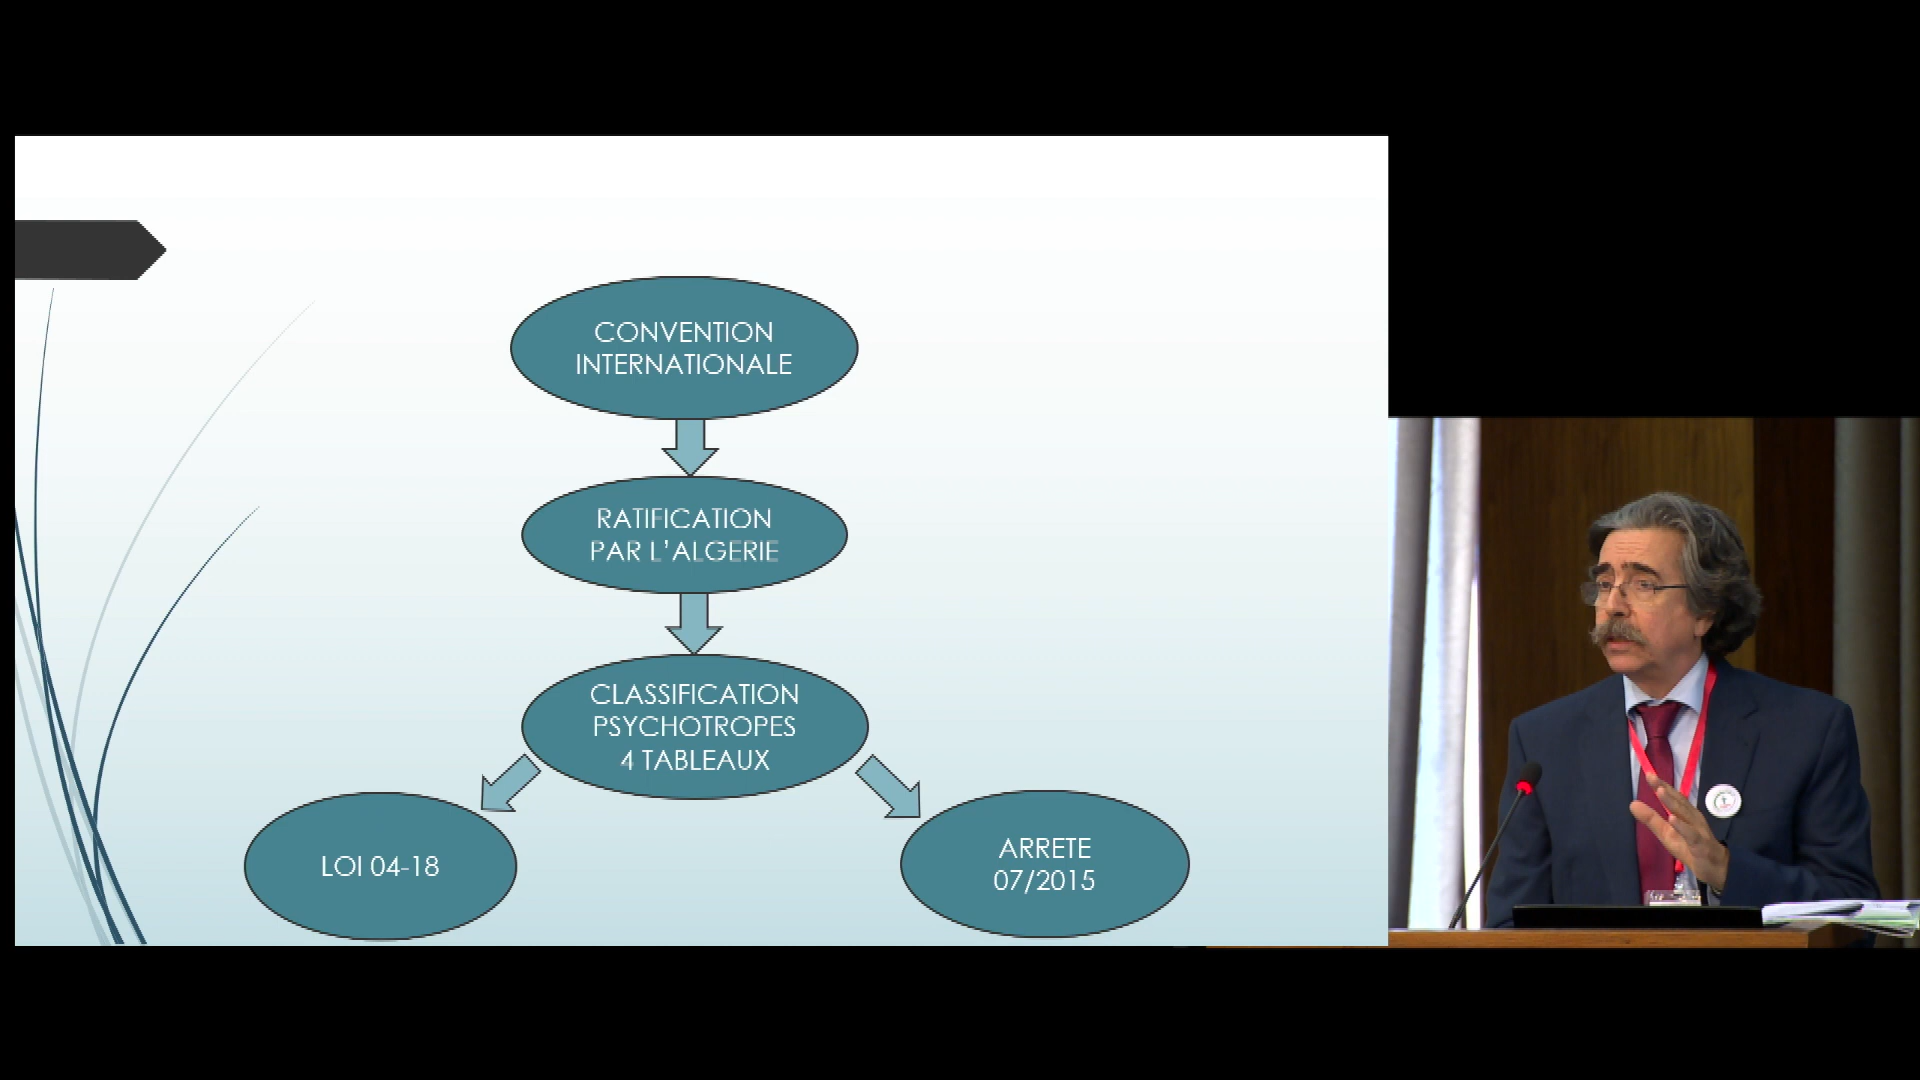 CONVENTION
INTERNATIONALE
RATIFICATION
PAR L'ALGERIE
CLASSIFICATION
PSYCHOTROPES
4 TABLEAUX
LOI 04-18
ARRETE
07/2015